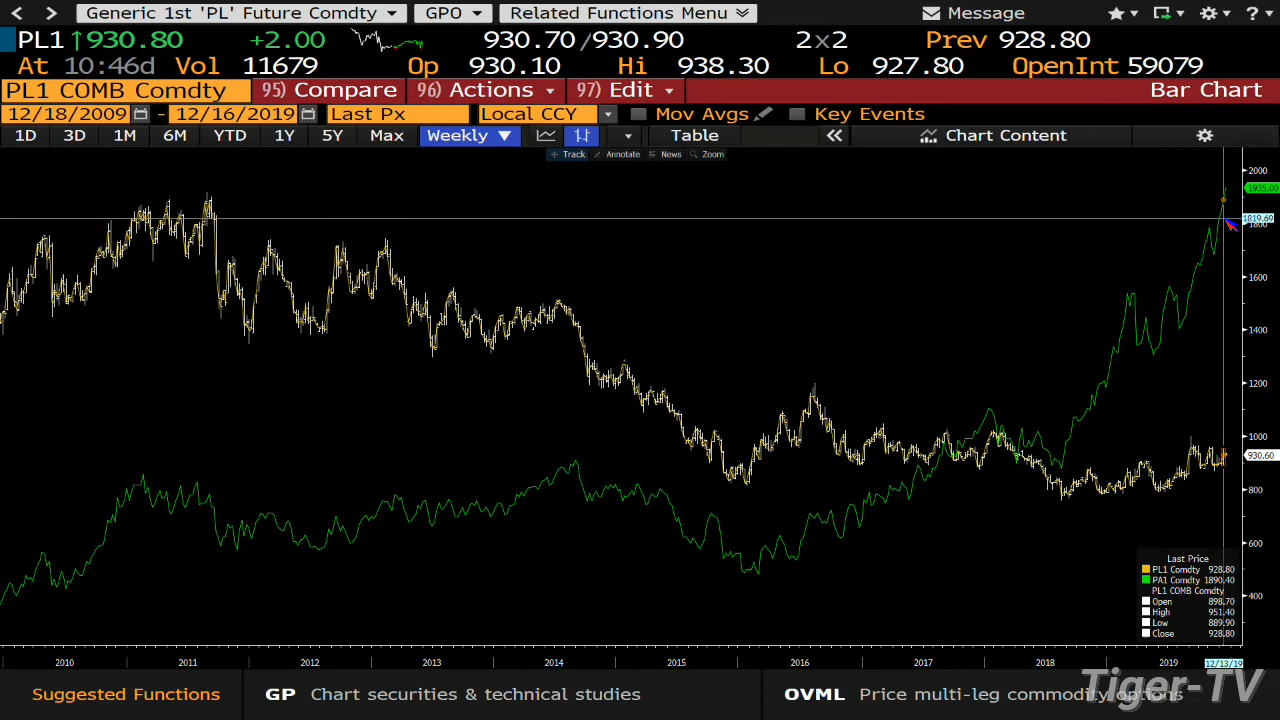 Generic 1st 'PL' Future Comdty GPO Related Functions Menu Message ?
PL1 ↑930.80 +2.00 930.70/930.90 2×2 Prev 928.80
At 10:46d Vol 11679 Op 930.10 Hi 938.30 Lo 927.80 OpenInt 59079
PL1 COMB Comdty 95) Compare 96) Actions 97) Edit Bar Chart
12/18/2009 - 12/16/2019 Last Px Local CCY Mov Avgs Key Events
1D 3D 1M 6M YTD 1Y 5Y Max Weekly ▼ Table « Chart Content
Track Annotate News Zoom
2000
1935.00
1819.69
1800
1600
1400
1200
1000
930.60
800
600
400
Last Price
PL1 Comdty 928.80
PA1 Comdty 1890.40
PL1 COMB Comdty
Open 898.70
High 951.40
Low 889.90
Close 928.80
2010 2011 2012 2013 2014 2015 2016 2017 2018 2019 12/13/19
Suggested Functions GP Chart securities & technical studies OVML Price multi-leg commodity options
Tiger-TV